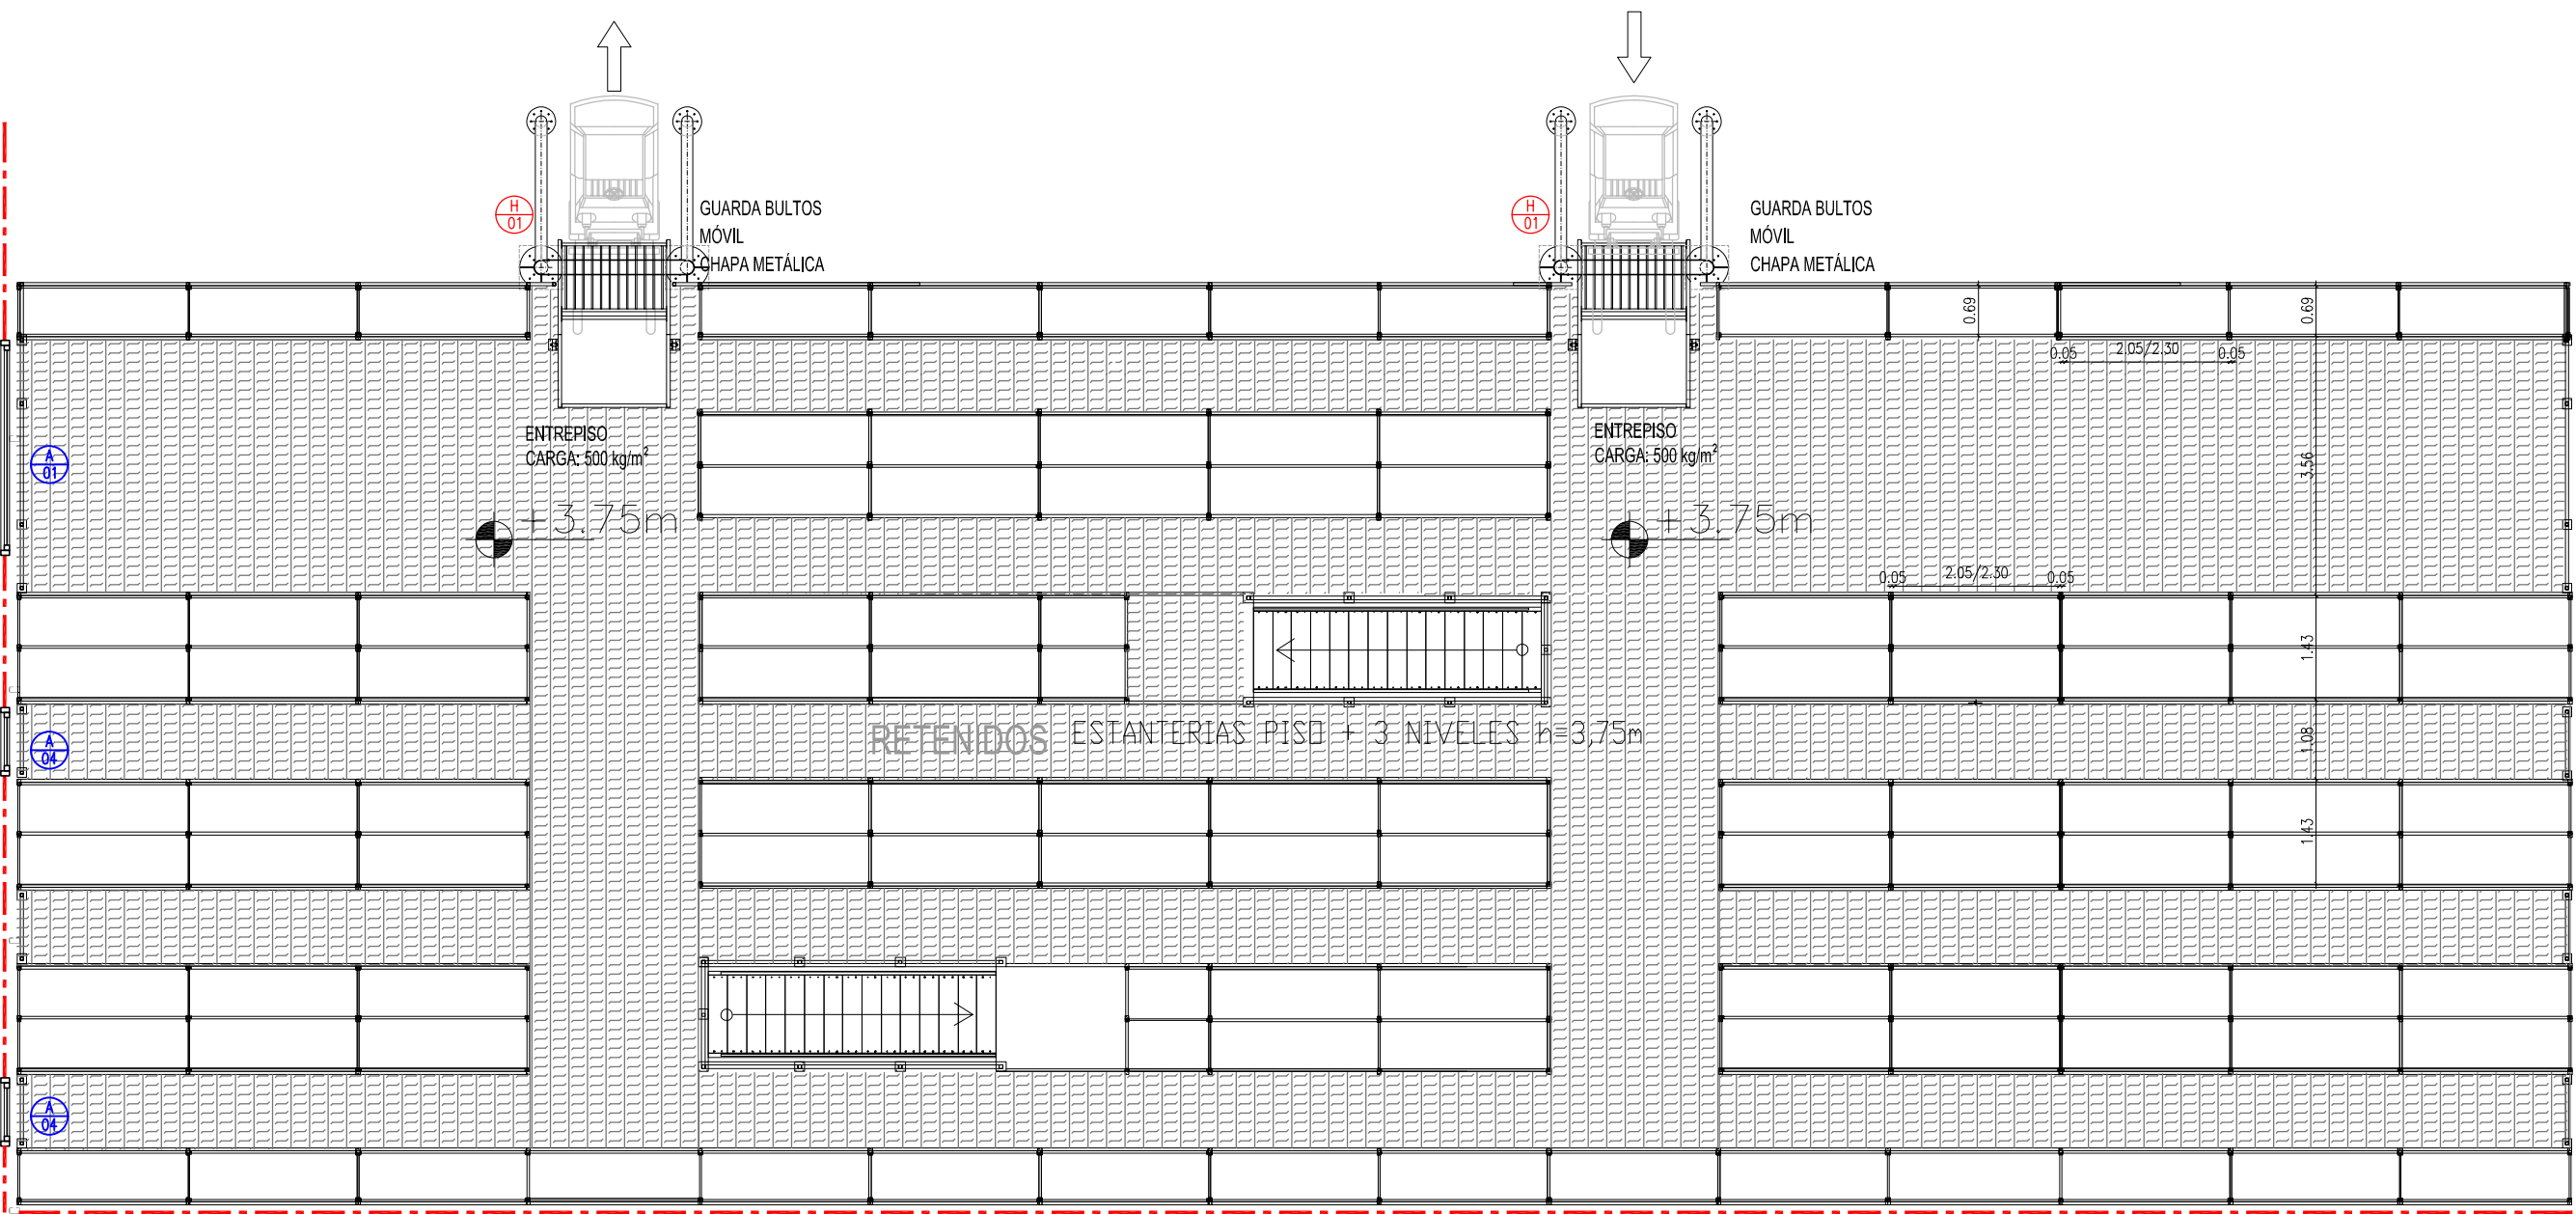 H
01
GUARDA BULTOS
MÓVIL
CHAPA METÁLICA
H
01
GUARDA BULTOS
MÓVIL
CHAPA METÁLICA
0.69
0.69
0.05
2.05/2.30
0.05
ENTREPISO
CARGA: 500 kg/m²
ENTREPISO
CARGA: 500 kg/m²
A
01
3.56
+3.75m
+3.75m
0.05
2.05/2.30
0.05
1.43
RETENIDOS
ESTANTERIAS PISO + 3 NIVELES h=3,75m
1.08
A
04
1.43
A
04